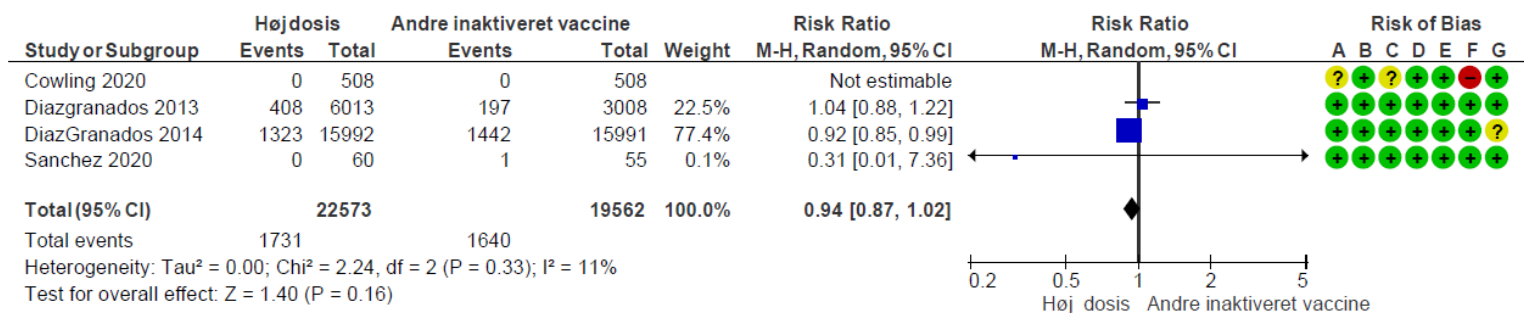 Høj dosis Andre inaktiveret vaccine Risk Ratio Risk Ratio Risk of Bias
Study or Subgroup Events Total Events Total Weight M-H, Random, 95% CI M-H, Random, 95% CI A B C D E F G
Cowling 2020 0 508 0 508 Not estimable ? + ? + + − +
Diazgranados 2013 408 6013 197 3008 22.5% 1.04 [0.88, 1.22] + + + + + + +
DiazGranados 2014 1323 15992 1442 15991 77.4% 0.92 [0.85, 0.99] + + + + + + ?
Sanchez 2020 0 60 1 55 0.1% 0.31 [0.01, 7.36] + + + + + + +
Total (95% CI) 22573 19562 100.0% 0.94 [0.87, 1.02]
Total events 1731 1640
Heterogeneity: Tau² = 0.00; Chi² = 2.24, df = 2 (P = 0.33); I² = 11%
Test for overall effect: Z = 1.40 (P = 0.16)
0.2 0.5 1 2 5
Høj dosis Andre inaktiveret vaccine